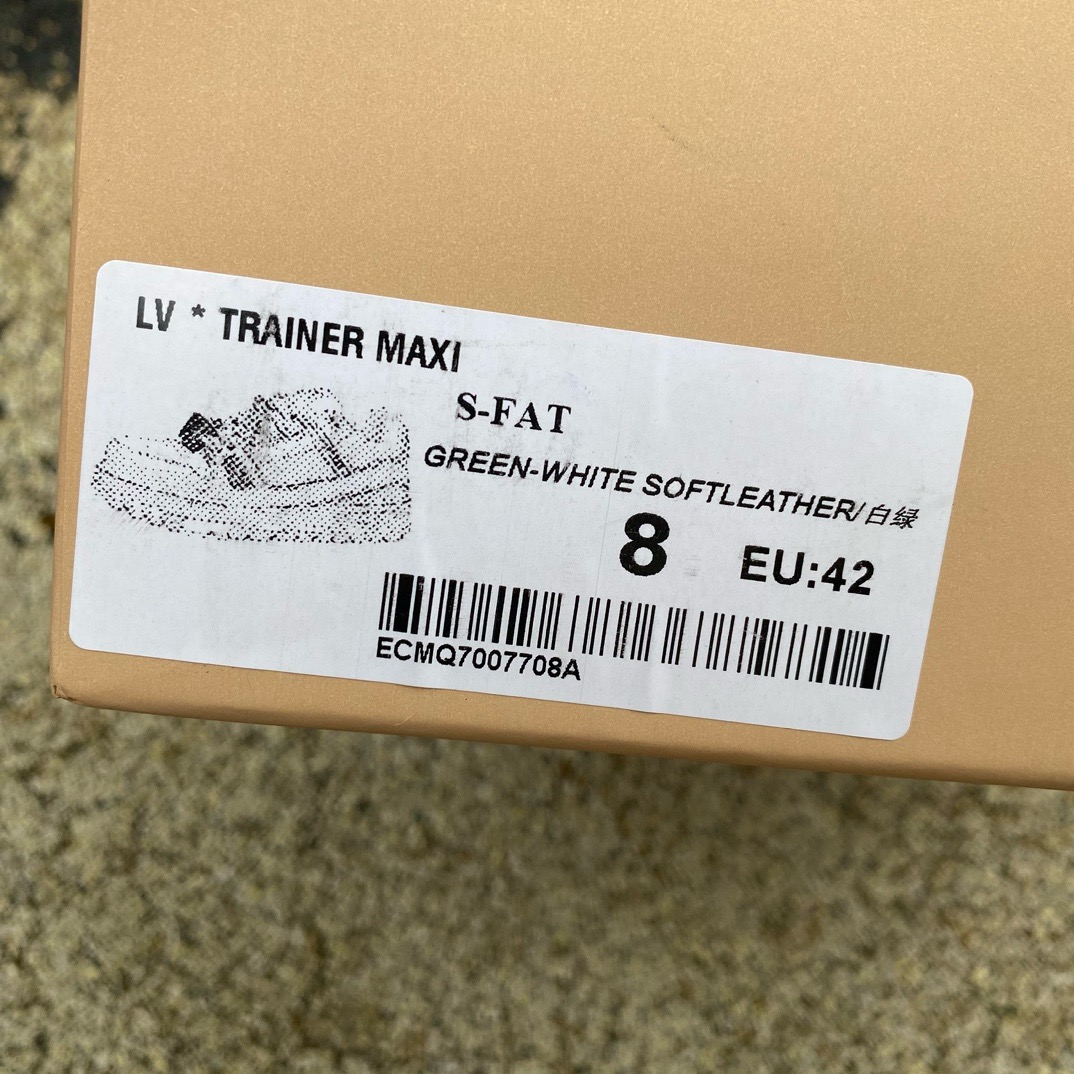 LV * TRAINER MAXI
S-FAT
GREEN-WHITE SOFTLEATHER/白绿
8 EU:42
ECMQ7007708A